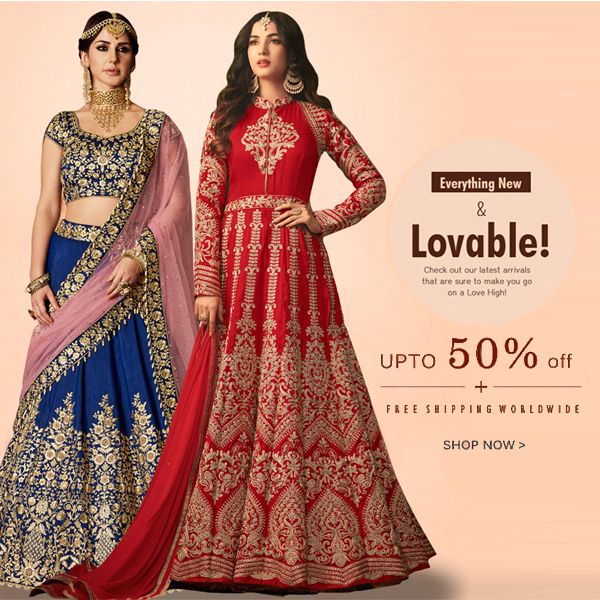 Everything New
&
Lovable!
Check out our latest arrivals
that are sure to make you go
on a Love High!
UPTO 50% off
+
FREE SHIPPING WORLDWIDE
SHOP NOW >